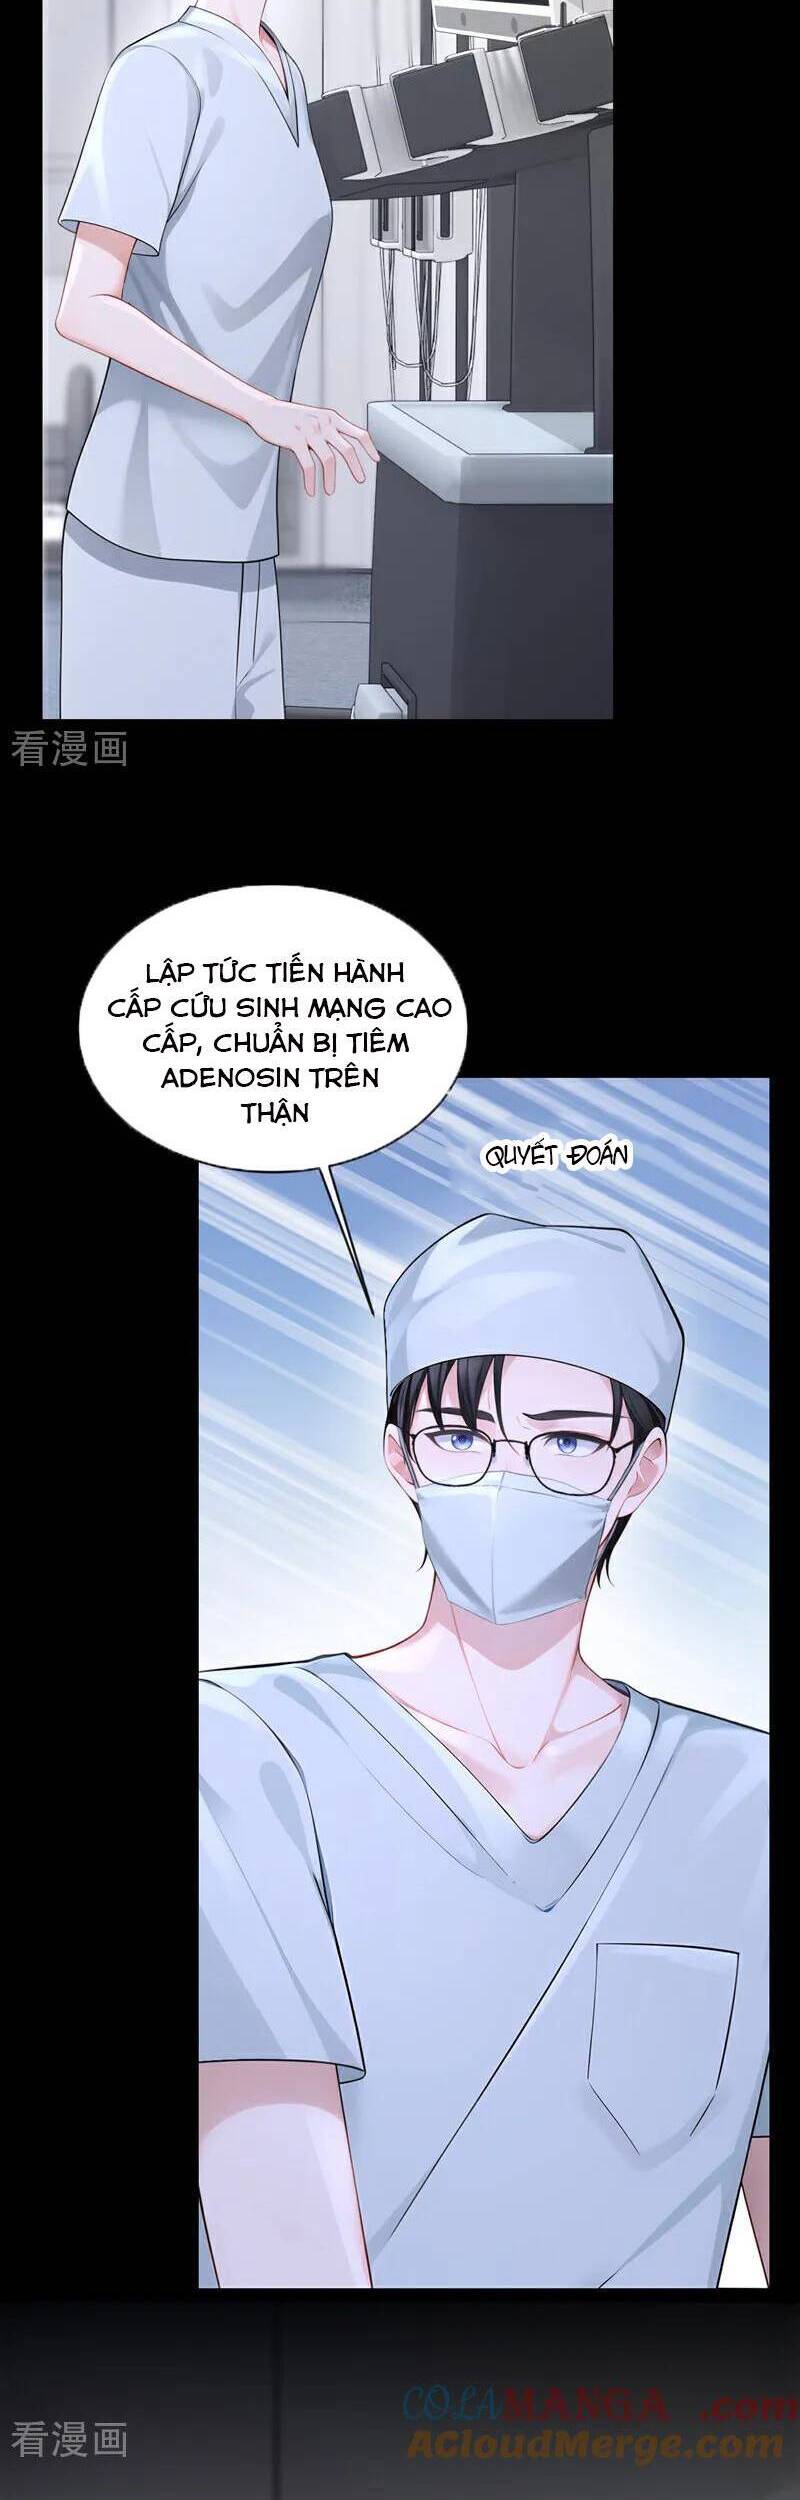 看漫画
LẬP TỨC TIẾN HÀNH
CẤP CỨU SINH MẠNG CAO
CẤP, CHUẨN BỊ TIÊM
ADENOSIN TRÊN
THẬN
QUYẾT ĐOÁN
COLAMANGA.com
看漫画
ACloudMerge.com